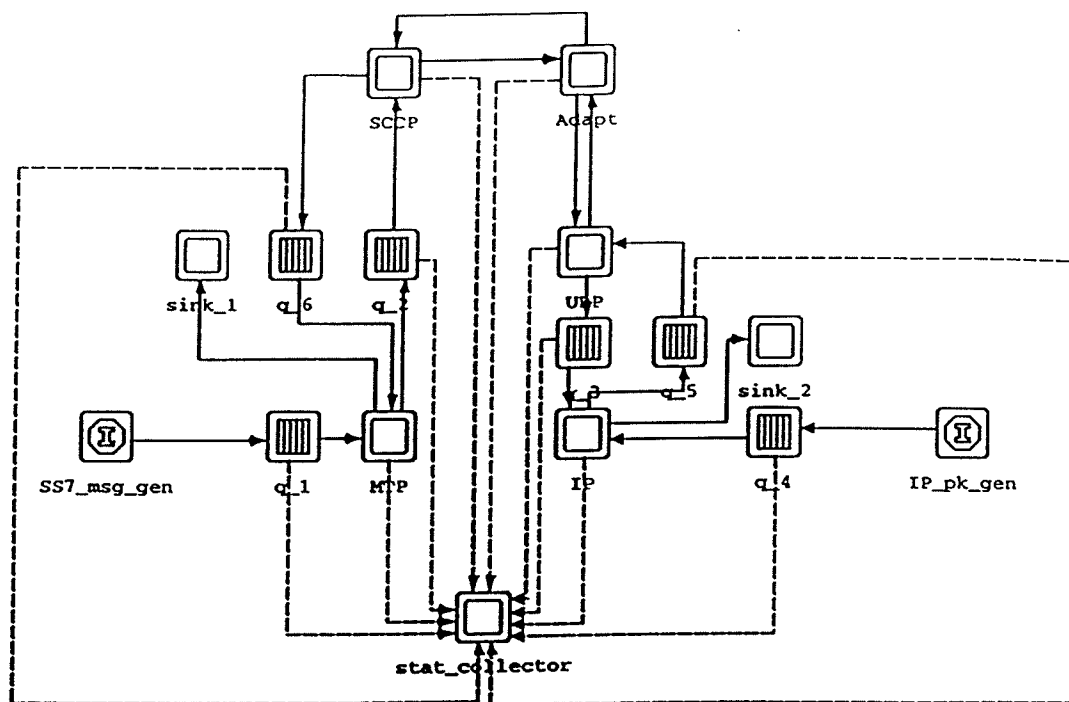 SCCP
Adapt
sink_1
q_6
q_2
UDP
q_5
sink_2
SS7_msg_gen
q_1
MTP
IP
q_4
IP_pk_gen
stat_collector